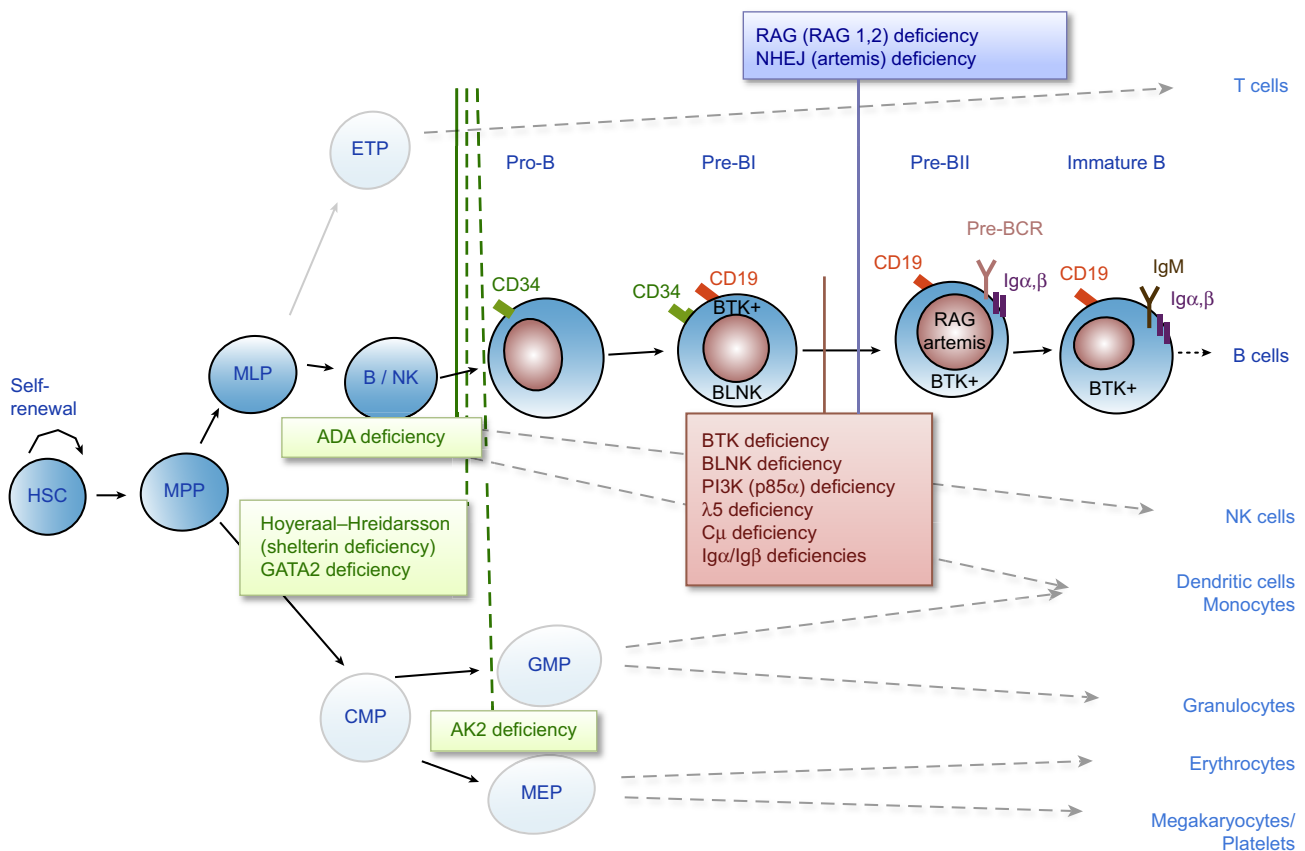 RAG (RAG 1,2) deficiency
NHEJ (artemis) deficiency
T cells
ETP
Pro-B
Pre-BI
Pre-BII
Immature B
Pre-BCR
CD19
IgM
CD19
Igα,β
CD19
Igα,β
CD34
CD34
BTK+
RAG
artemis
BLNK
BTK+
BTK+
B cells
MLP
B / NK
Self-
renewal
HSC
MPP
ADA deficiency
BTK deficiency
BLNK deficiency
PI3K (p85α) deficiency
λ5 deficiency
Cμ deficiency
Igα/Igβ deficiencies
NK cells
Hoyeraal–Hreidarsson
(shelterin deficiency)
GATA2 deficiency
Dendritic cells
Monocytes
GMP
CMP
Granulocytes
AK2 deficiency
MEP
Erythrocytes
Megakaryocytes/
Platelets